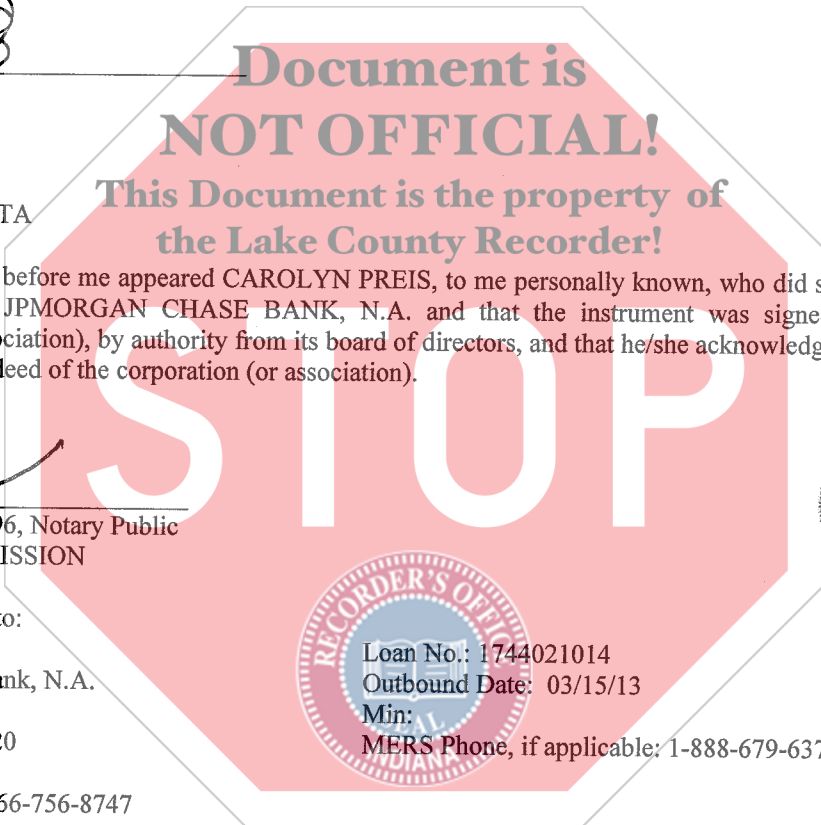 Document is
NOT OFFICIAL!
This Document is the property of
the Lake County Recorder!
TA
before me appeared CAROLYN PREIS, to me personally known, who did s
JPMORGAN CHASE BANK, N.A. and that the instrument was signe
ciation), by authority from its board of directors, and that he/she acknowledg
leed of the corporation (or association).
STOP
6, Notary Public
ISSION
to:
nk, N.A.
20
66-756-8747
RECORDER'S OFFICE
SEAL
INDIANA
Loan No.: 1744021014
Outbound Date: 03/15/13
Min:
MERS Phone, if applicable: 1-888-679-637